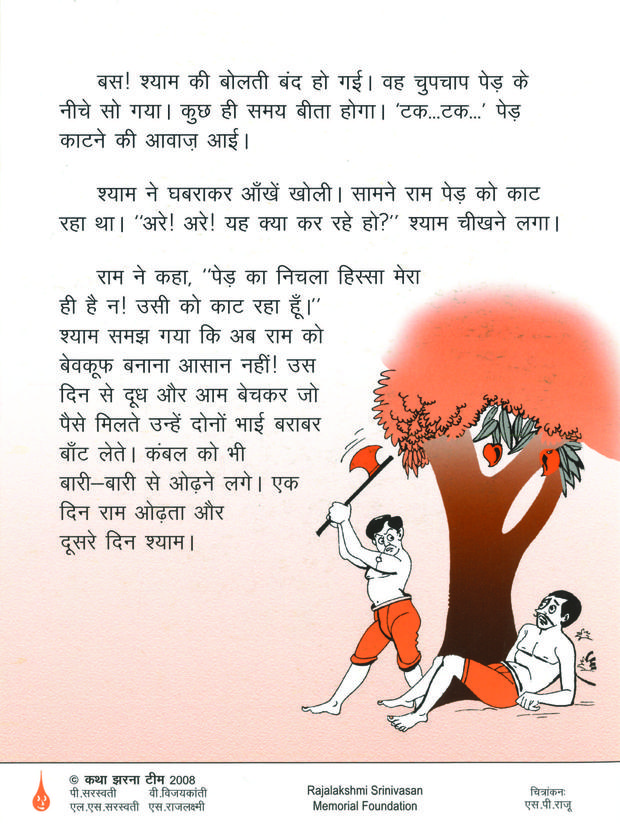 बस! श्याम की बोलती बंद हो गई। वह चुपचाप पेड़ के
नीचे सो गया। कुछ ही समय बीता होगा। 'टक...टक...' पेड़
काटने की आवाज़ आई।
श्याम ने घबराकर आँखें खोली। सामने राम पेड़ को काट
रहा था। "अरे! अरे! यह क्या कर रहे हो?" श्याम चीखने लगा।
राम ने कहा, "पेड़ का निचला हिस्सा मेरा
ही है न! उसी को काट रहा हूँ।"
श्याम समझ गया कि अब राम को
बेवकूफ बनाना आसान नहीं! उस
दिन से दूध और आम बेचकर जो
पैसे मिलते उन्हें दोनों भाई बराबर
बाँट लेते। कंबल को भी
बारी–बारी से ओढ़ने लगे। एक
दिन राम ओढ़ता और
दूसरे दिन श्याम।
© कथा झरना टीम 2008
पी.सरस्वती वी.विजयकांती
एल.एस.सरस्वती एस.राजलक्ष्मी
Rajalakshmi Srinivasan
Memorial Foundation
चित्रांकनः
एस.पी.राजू